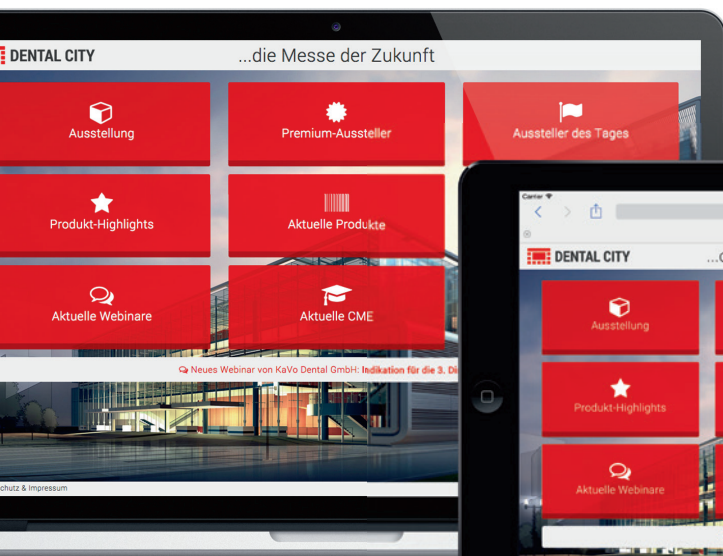 DENTAL CITY
...die Messe der Zukunft
Ausstellung
Premium-Aussteller
Aussteller des Tages
Produkt-Highlights
Aktuelle Produkte
Aktuelle Webinare
Aktuelle CME
Neues Webinar von KaVo Dental GmbH: Indikation für die 3. Di
chutz & Impressum
Carrier
DENTAL CITY
...
Ausstellung
Produkt-Highlights
Aktuelle Webinare